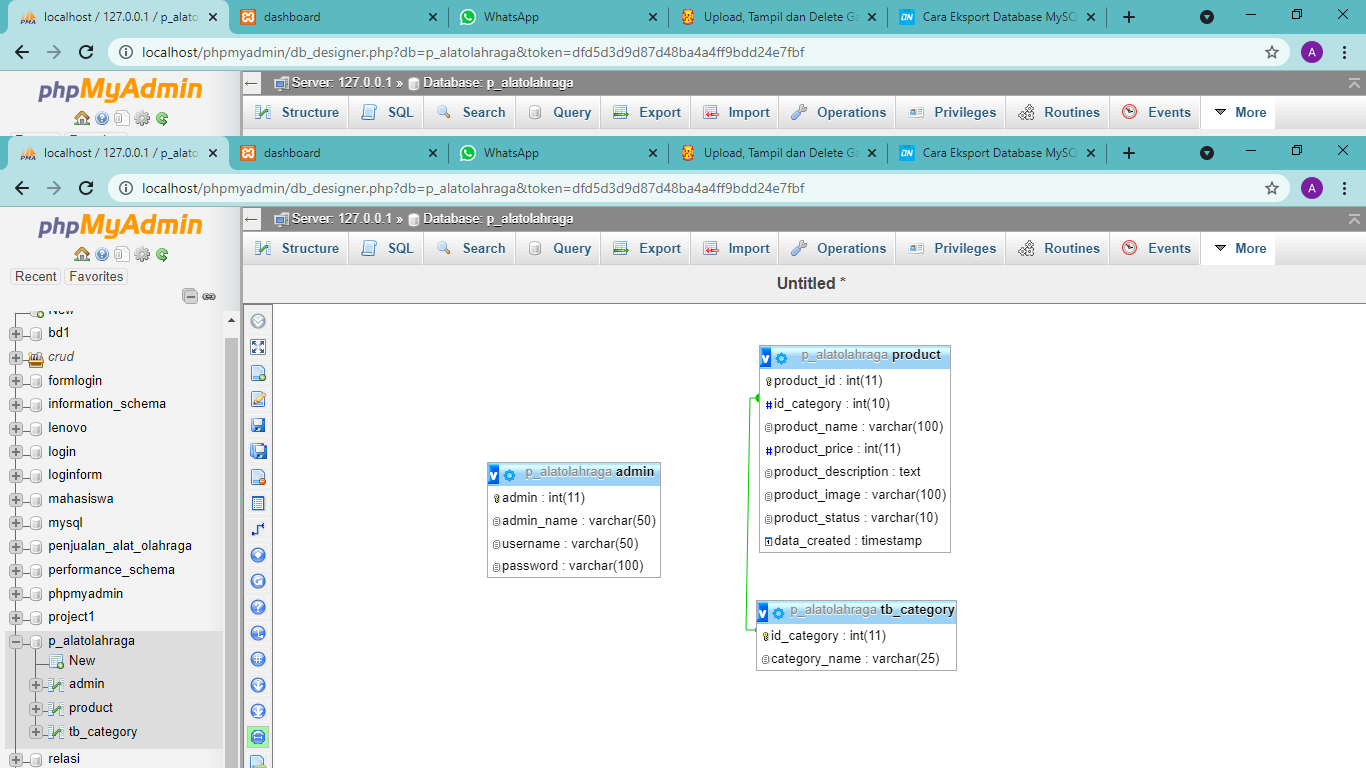 localhost / 127.0.0.1 / p_alato
dashboard
WhatsApp
Upload, Tampil dan Delete Ga
Cara Eksport Database MySQ
localhost/phpmyadmin/db_designer.php?db=p_alatolahraga&token=dfd5d3d9d87d48ba4a4ff9bdd24e7fbf
A
phpMyAdmin
Server: 127.0.0.1 » Database: p_alatolahraga
Structure SQL Search Query Export Import Operations Privileges Routines Events More
localhost / 127.0.0.1 / p_alato
dashboard
WhatsApp
Upload, Tampil dan Delete Ga
Cara Eksport Database MySQ
localhost/phpmyadmin/db_designer.php?db=p_alatolahraga&token=dfd5d3d9d87d48ba4a4ff9bdd24e7fbf
A
phpMyAdmin
Server: 127.0.0.1 » Database: p_alatolahraga
Structure SQL Search Query Export Import Operations Privileges Routines Events More
Recent Favorites
Untitled *
New
bd1
crud
formlogin
information_schema
lenovo
login
loginform
mahasiswa
mysql
penjualan_alat_olahraga
performance_schema
phpmyadmin
project1
p_alatolahraga
New
admin
product
tb_category
relasi
p_alatolahraga admin
admin : int(11)
admin_name : varchar(50)
username : varchar(50)
password : varchar(100)
p_alatolahraga product
product_id : int(11)
id_category : int(10)
product_name : varchar(100)
product_price : int(11)
product_description : text
product_image : varchar(100)
product_status : varchar(10)
data_created : timestamp
p_alatolahraga tb_category
id_category : int(11)
category_name : varchar(25)